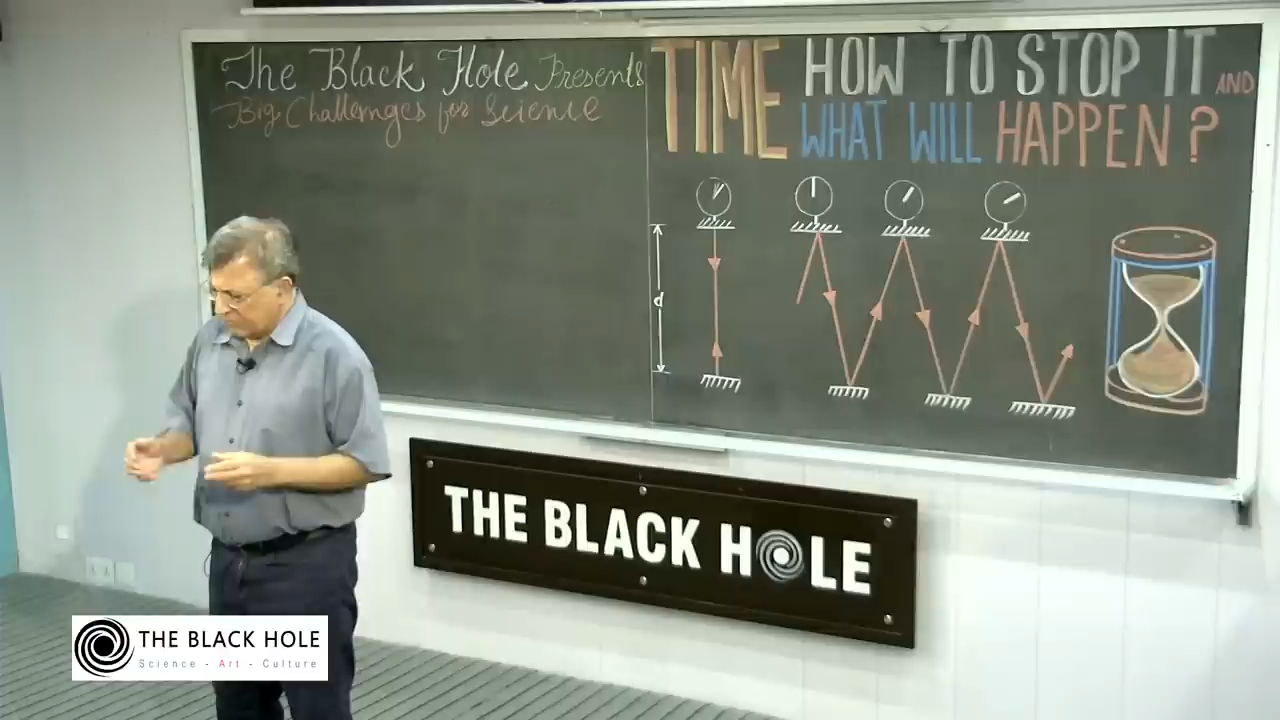 The Black Hole Presents
Big Challenges for Science
TIME HOW TO STOP IT AND
WHAT WILL HAPPEN?
d
THE BLACK HOLE
THE BLACK HOLE
Science - Art - Culture